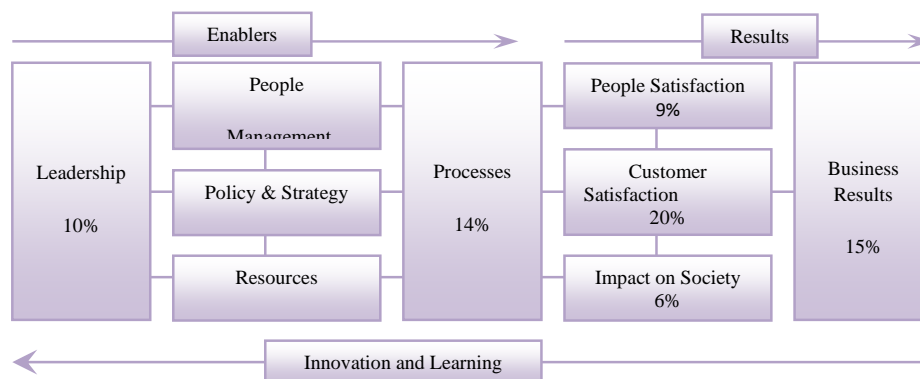 Enablers
Results
People
Management
Leadership
10%
Policy & Strategy
Resources
Processes
14%
People Satisfaction
9%
Customer
Satisfaction
20%
Impact on Society
6%
Business
Results
15%
Innovation and Learning